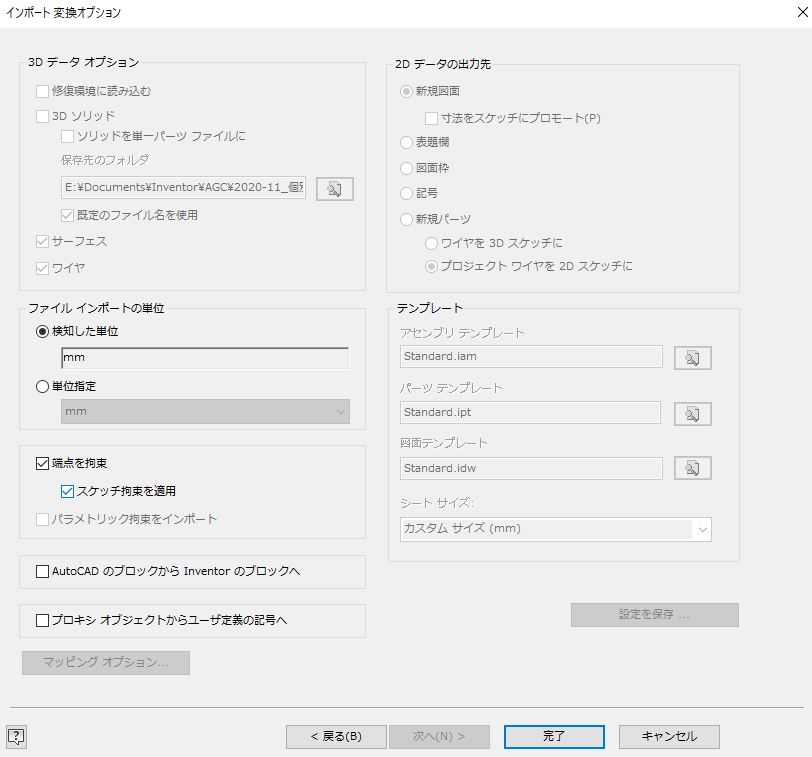 インポート 変換オプション
3D データ オプション
修復環境に読み込む
3D ソリッド
ソリッドを単一パーツ ファイルに
保存先のフォルダ
E:¥Documents¥Inventor¥AGC¥2020-11_個別
既定のファイル名を使用
サーフェス
ワイヤ
2D データの出力先
新規図面
寸法をスケッチにプロモート(P)
表題欄
図面枠
記号
新規パーツ
ワイヤを 3D スケッチに
プロジェクト ワイヤを 2D スケッチに
ファイル インポートの単位
検知した単位
mm
単位指定
mm
端点を拘束
スケッチ拘束を適用
パラメトリック拘束をインポート
AutoCAD のブロックから Inventor のブロックへ
プロキシ オブジェクトからユーザ定義の記号へ
マッピング オプション...
テンプレート
アセンブリ テンプレート
Standard.iam
パーツ テンプレート
Standard.ipt
図面テンプレート
Standard.idw
シート サイズ:
カスタム サイズ (mm)
設定を保存 ...
?
< 戻る(B)
次へ(N) >
完了
キャンセル